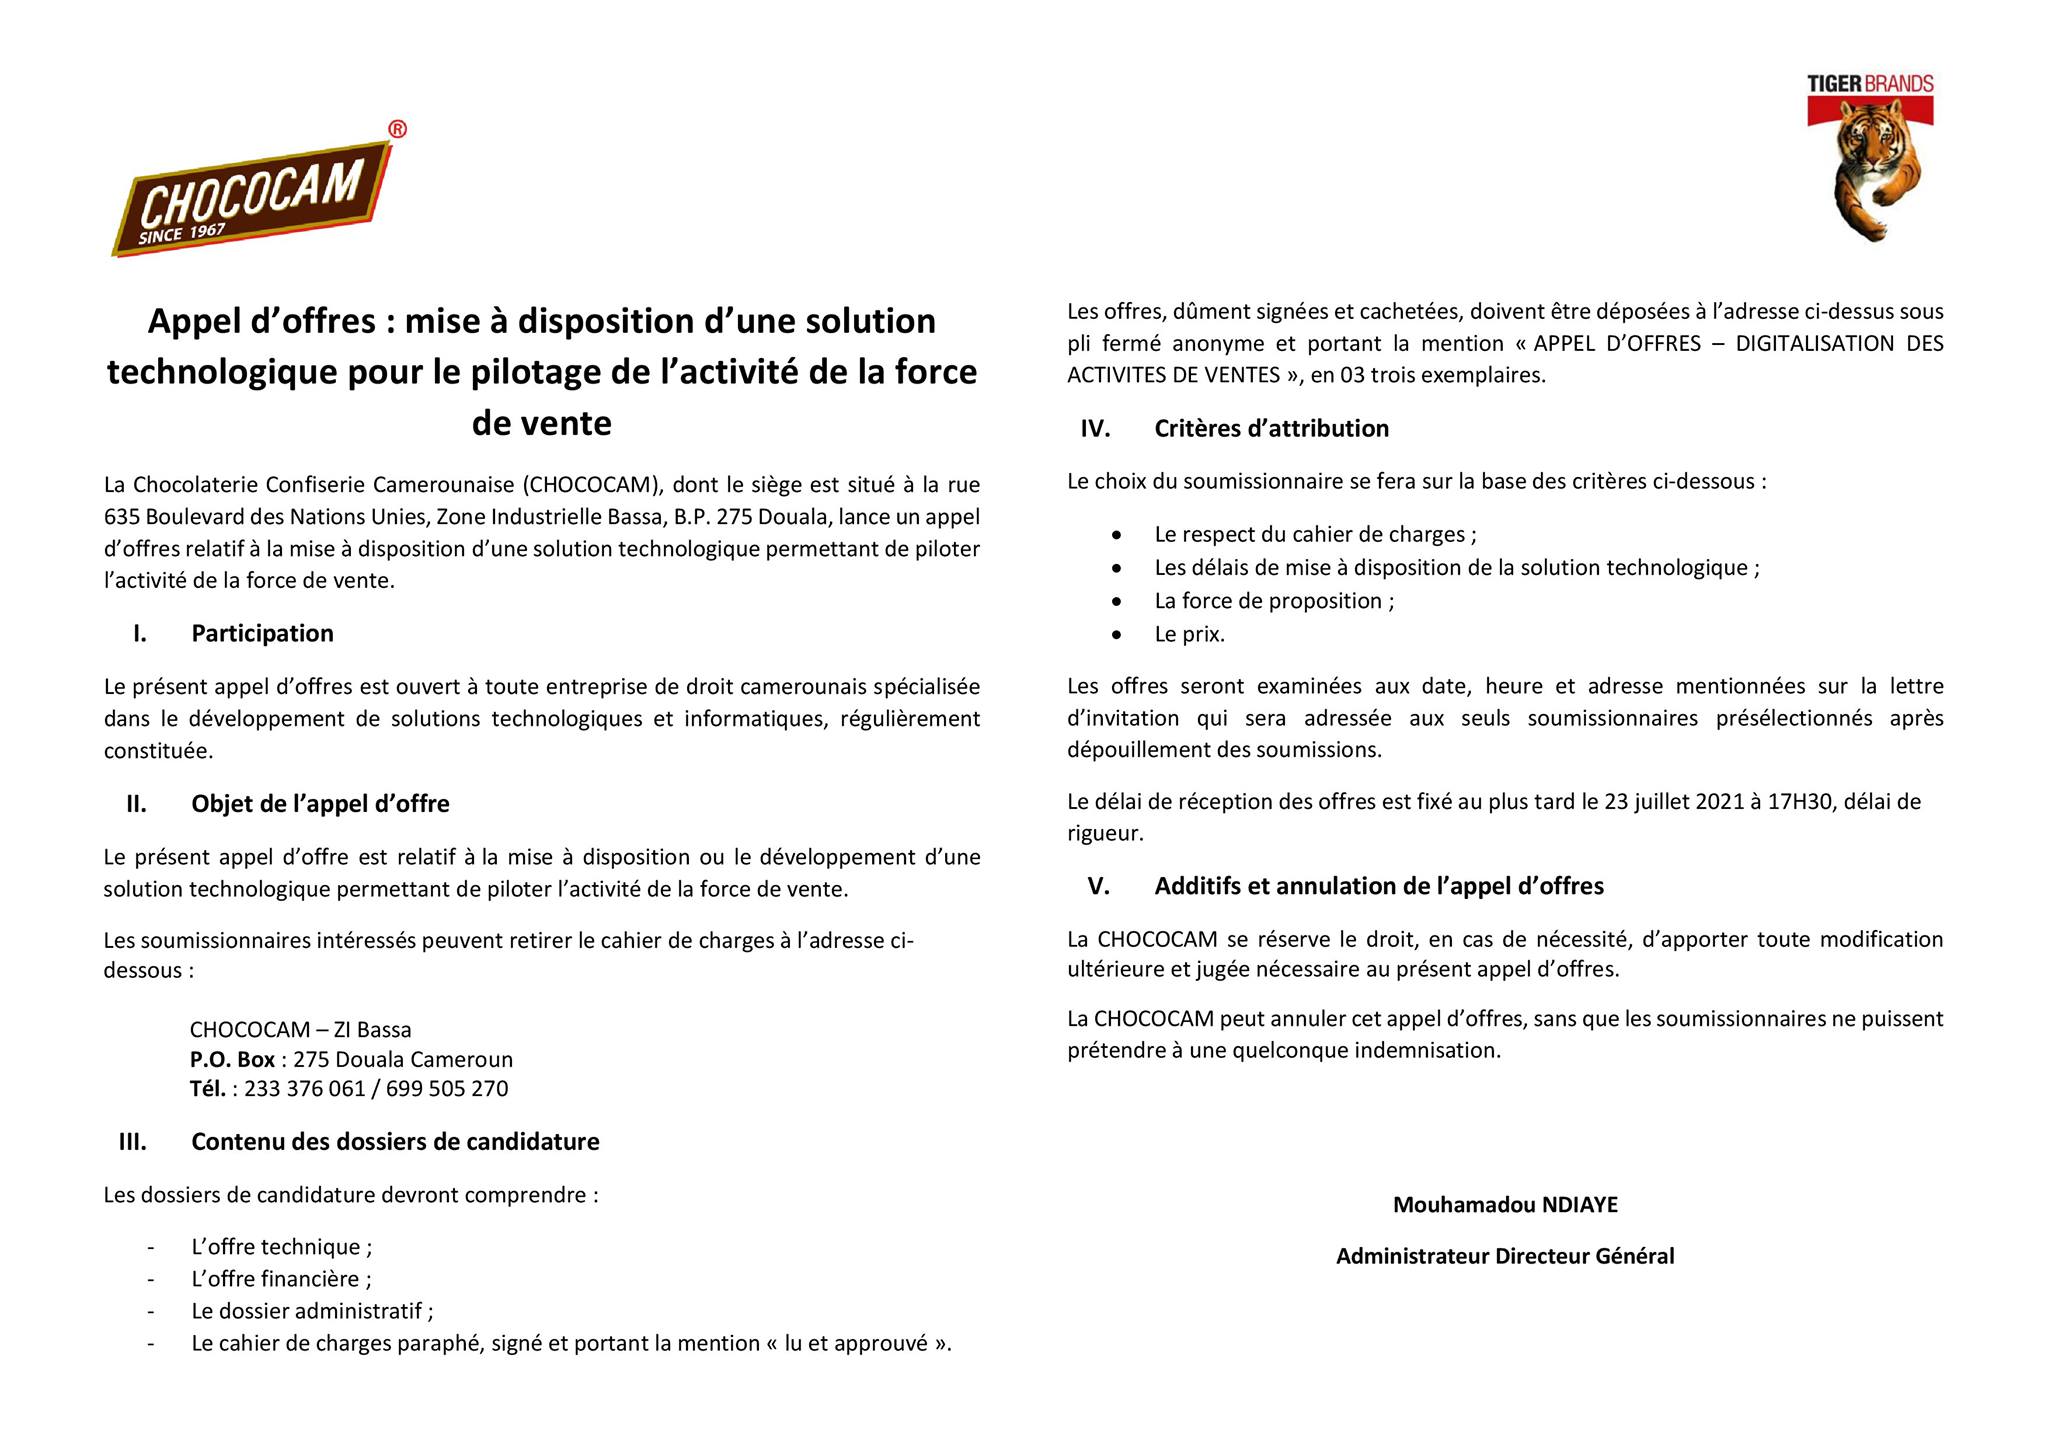 CHOCOCAM
SINCE 1967
®
TIGER BRANDS
Appel d’offres : mise à disposition d’une solution
technologique pour le pilotage de l’activité de la force
de vente
La Chocolaterie Confiserie Camerounaise (CHOCOCAM), dont le siège est situé à la rue
635 Boulevard des Nations Unies, Zone Industrielle Bassa, B.P. 275 Douala, lance un appel
d’offres relatif à la mise à disposition d’une solution technologique permettant de piloter
l’activité de la force de vente.
I. Participation
Le présent appel d’offres est ouvert à toute entreprise de droit camerounais spécialisée
dans le développement de solutions technologiques et informatiques, régulièrement
constituée.
II. Objet de l’appel d’offre
Le présent appel d’offre est relatif à la mise à disposition ou le développement d’une
solution technologique permettant de piloter l’activité de la force de vente.
Les soumissionnaires intéressés peuvent retirer le cahier de charges à l’adresse ci-
dessous :
CHOCOCAM – ZI Bassa
P.O. Box : 275 Douala Cameroun
Tél. : 233 376 061 / 699 505 270
III. Contenu des dossiers de candidature
Les dossiers de candidature devront comprendre :
- L’offre technique ;
- L’offre financière ;
- Le dossier administratif ;
- Le cahier de charges paraphé, signé et portant la mention « lu et approuvé ».
Les offres, dûment signées et cachetées, doivent être déposées à l’adresse ci-dessus sous
pli fermé anonyme et portant la mention « APPEL D’OFFRES – DIGITALISATION DES
ACTIVITES DE VENTES », en 03 trois exemplaires.
IV. Critères d’attribution
Le choix du soumissionnaire se fera sur la base des critères ci-dessous :
• Le respect du cahier de charges ;
• Les délais de mise à disposition de la solution technologique ;
• La force de proposition ;
• Le prix.
Les offres seront examinées aux date, heure et adresse mentionnées sur la lettre
d’invitation qui sera adressée aux seuls soumissionnaires présélectionnés après
dépouillement des soumissions.
Le délai de réception des offres est fixé au plus tard le 23 juillet 2021 à 17H30, délai de
rigueur.
V. Additifs et annulation de l’appel d’offres
La CHOCOCAM se réserve le droit, en cas de nécessité, d’apporter toute modification
ultérieure et jugée nécessaire au présent appel d’offres.
La CHOCOCAM peut annuler cet appel d’offres, sans que les soumissionnaires ne puissent
prétendre à une quelconque indemnisation.
Mouhamadou NDIAYE
Administrateur Directeur Général